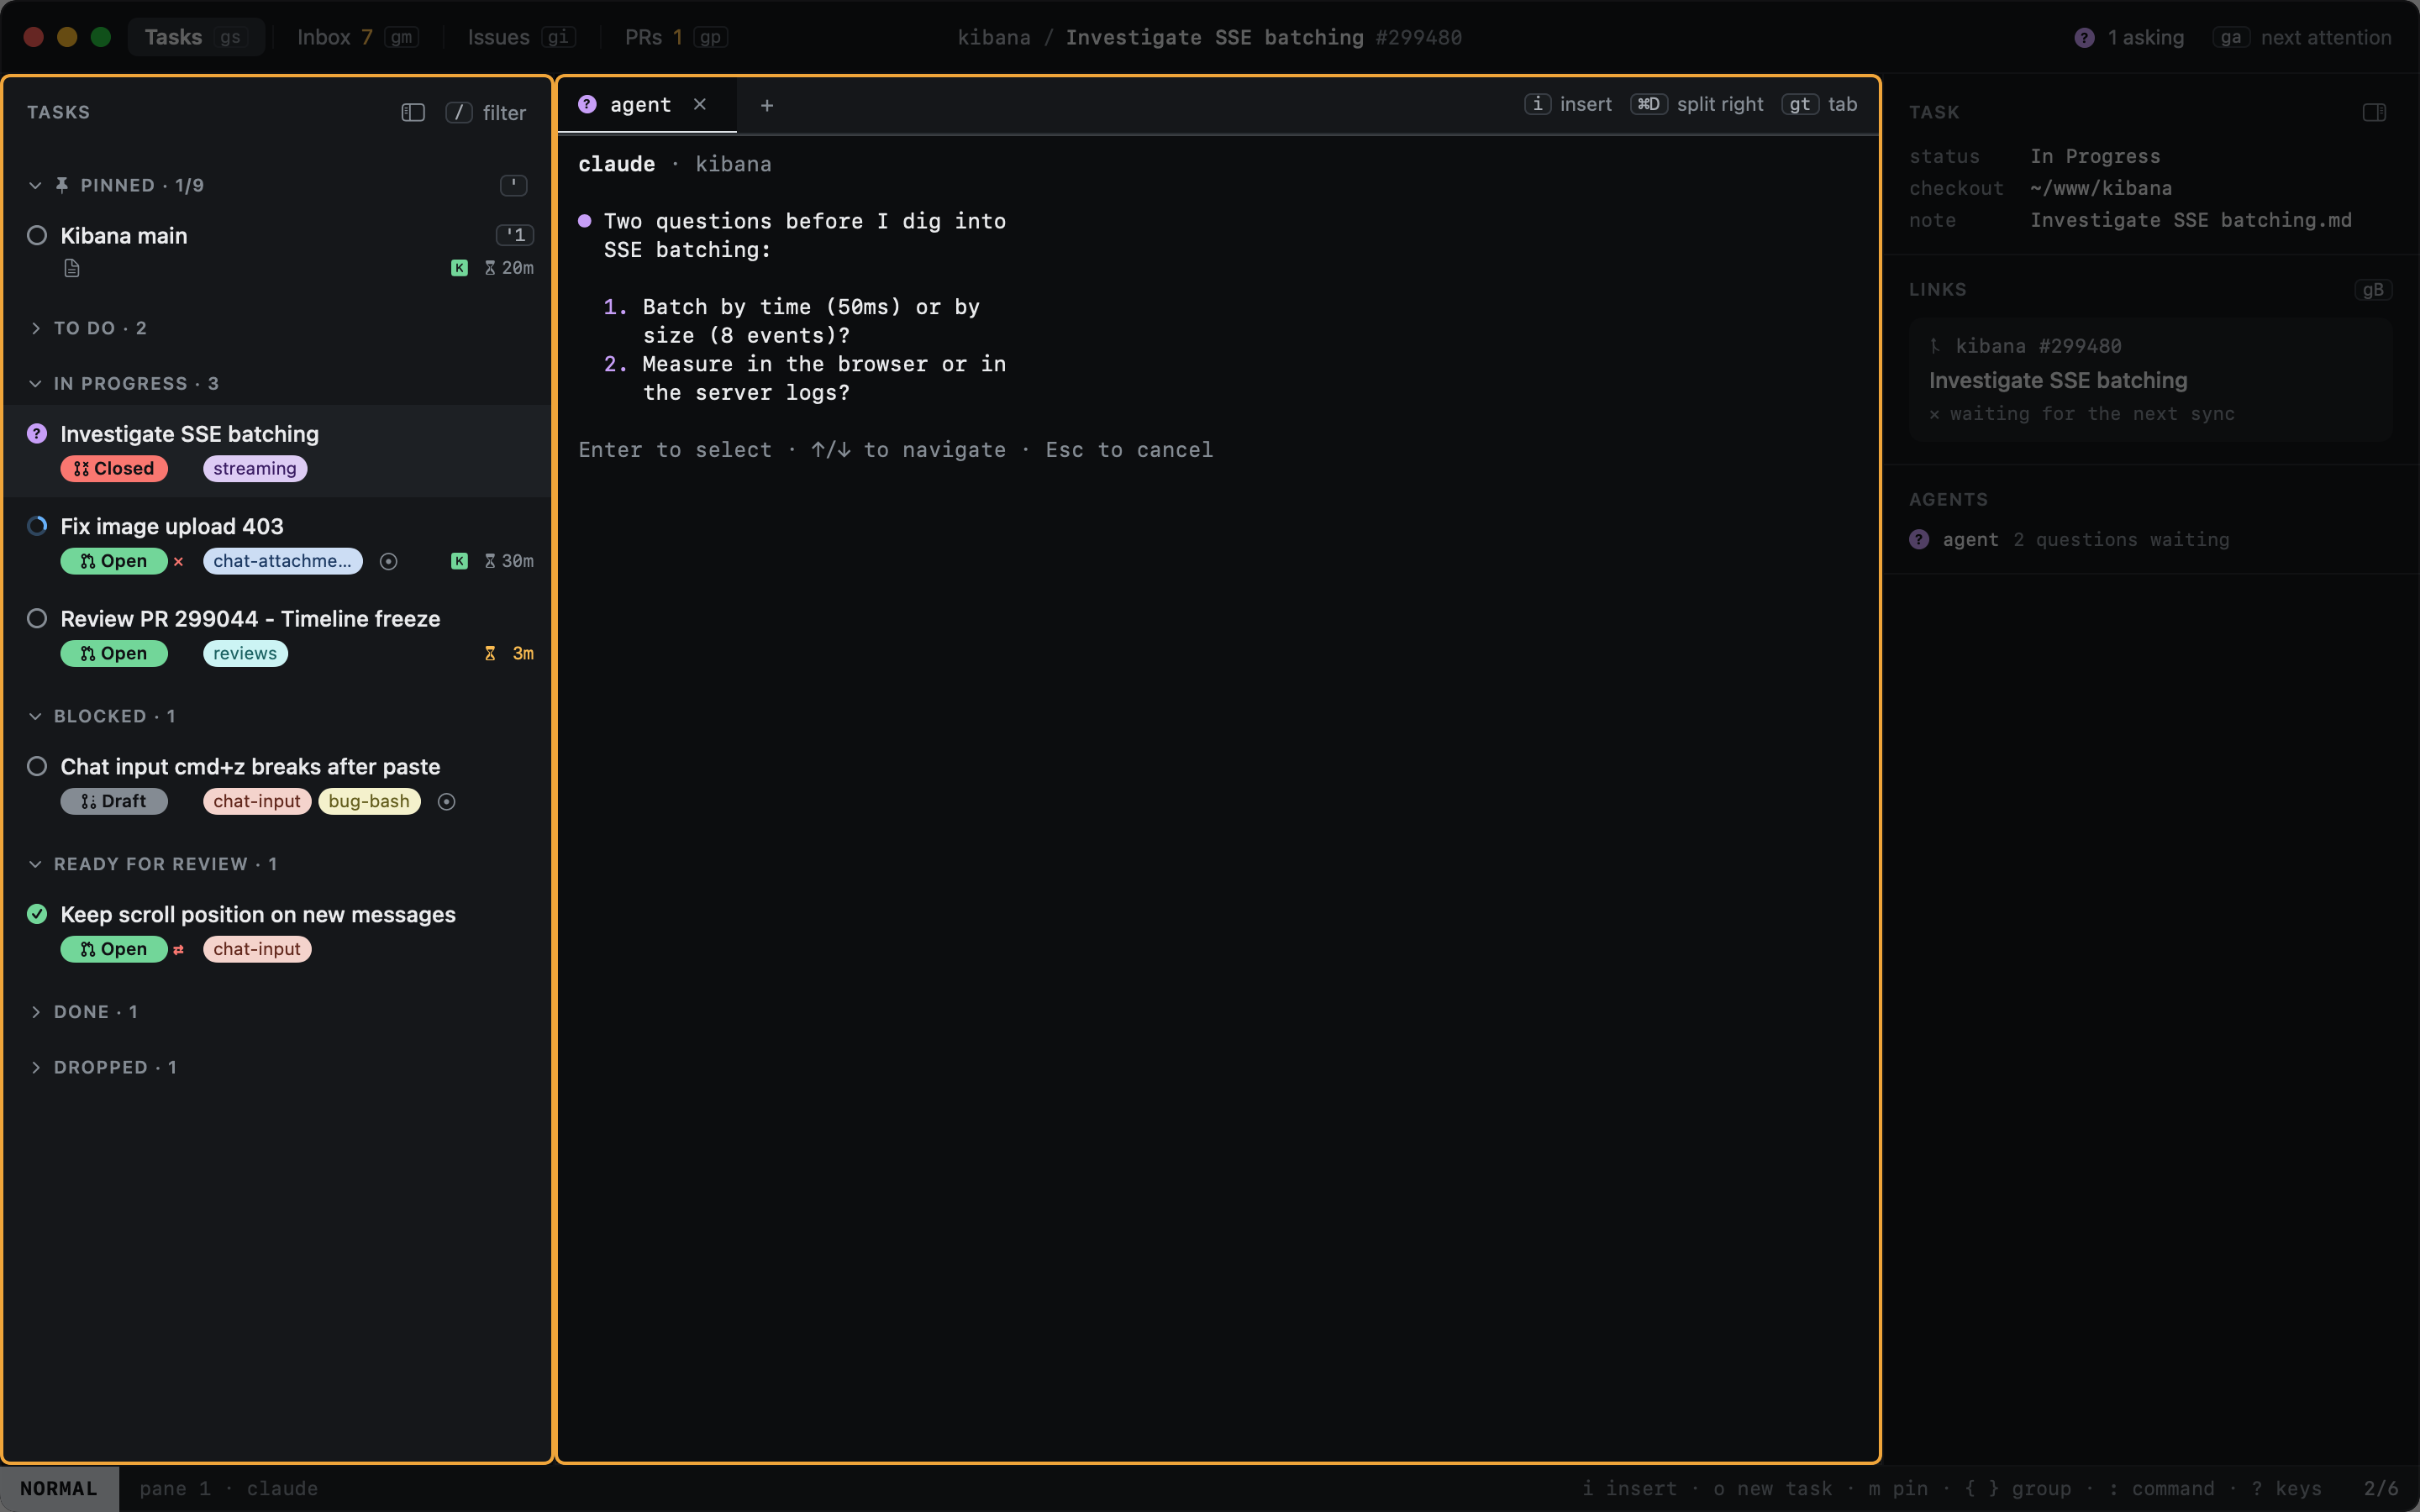 Tasks gs Inbox 7 gm Issues gi PRs 1 gp kibana / Investigate SSE batching #299480 ? 1 asking ga next attention
TASKS / filter
PINNED · 1/9 '
Kibana main '1
K 20m
TO DO · 2
IN PROGRESS · 3
? Investigate SSE batching
Closed streaming
Fix image upload 403
Open × chat-attachme... K 30m
Review PR 299044 - Timeline freeze
Open reviews 3m
BLOCKED · 1
Chat input cmd+z breaks after paste
Draft chat-input bug-bash
READY FOR REVIEW · 1
Keep scroll position on new messages
Open ⇄ chat-input
DONE · 1
DROPPED · 1
? agent × + i insert ⌘D split right gt tab
claude · kibana
Two questions before I dig into
SSE batching:
1. Batch by time (50ms) or by
size (8 events)?
2. Measure in the browser or in
the server logs?
Enter to select · ↑/↓ to navigate · Esc to cancel
TASK
status In Progress
checkout ~/www/kibana
note Investigate SSE batching.md
LINKS gB
kibana #299480
Investigate SSE batching
× waiting for the next sync
AGENTS
? agent 2 questions waiting
NORMAL pane 1 · claude i insert · o new task · m pin · { } group · : command · ? keys 2/6